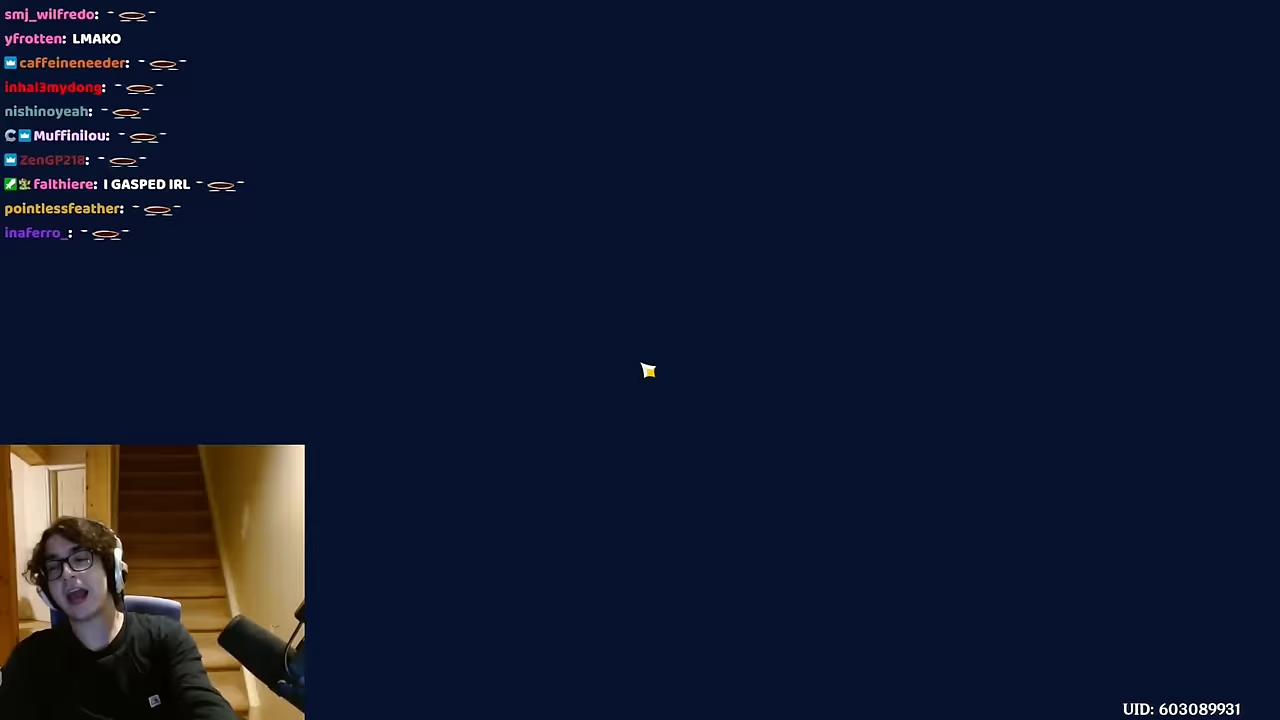 smj_wilfredo:
yfrotten: LMAKO
caffeineneeder:
inhal3mydong:
nishinoyeah:
Muffinilou:
ZenGP218:
falthiere: I GASPED IRL
pointlessfeather:
inaferro_:
UID: 603089931